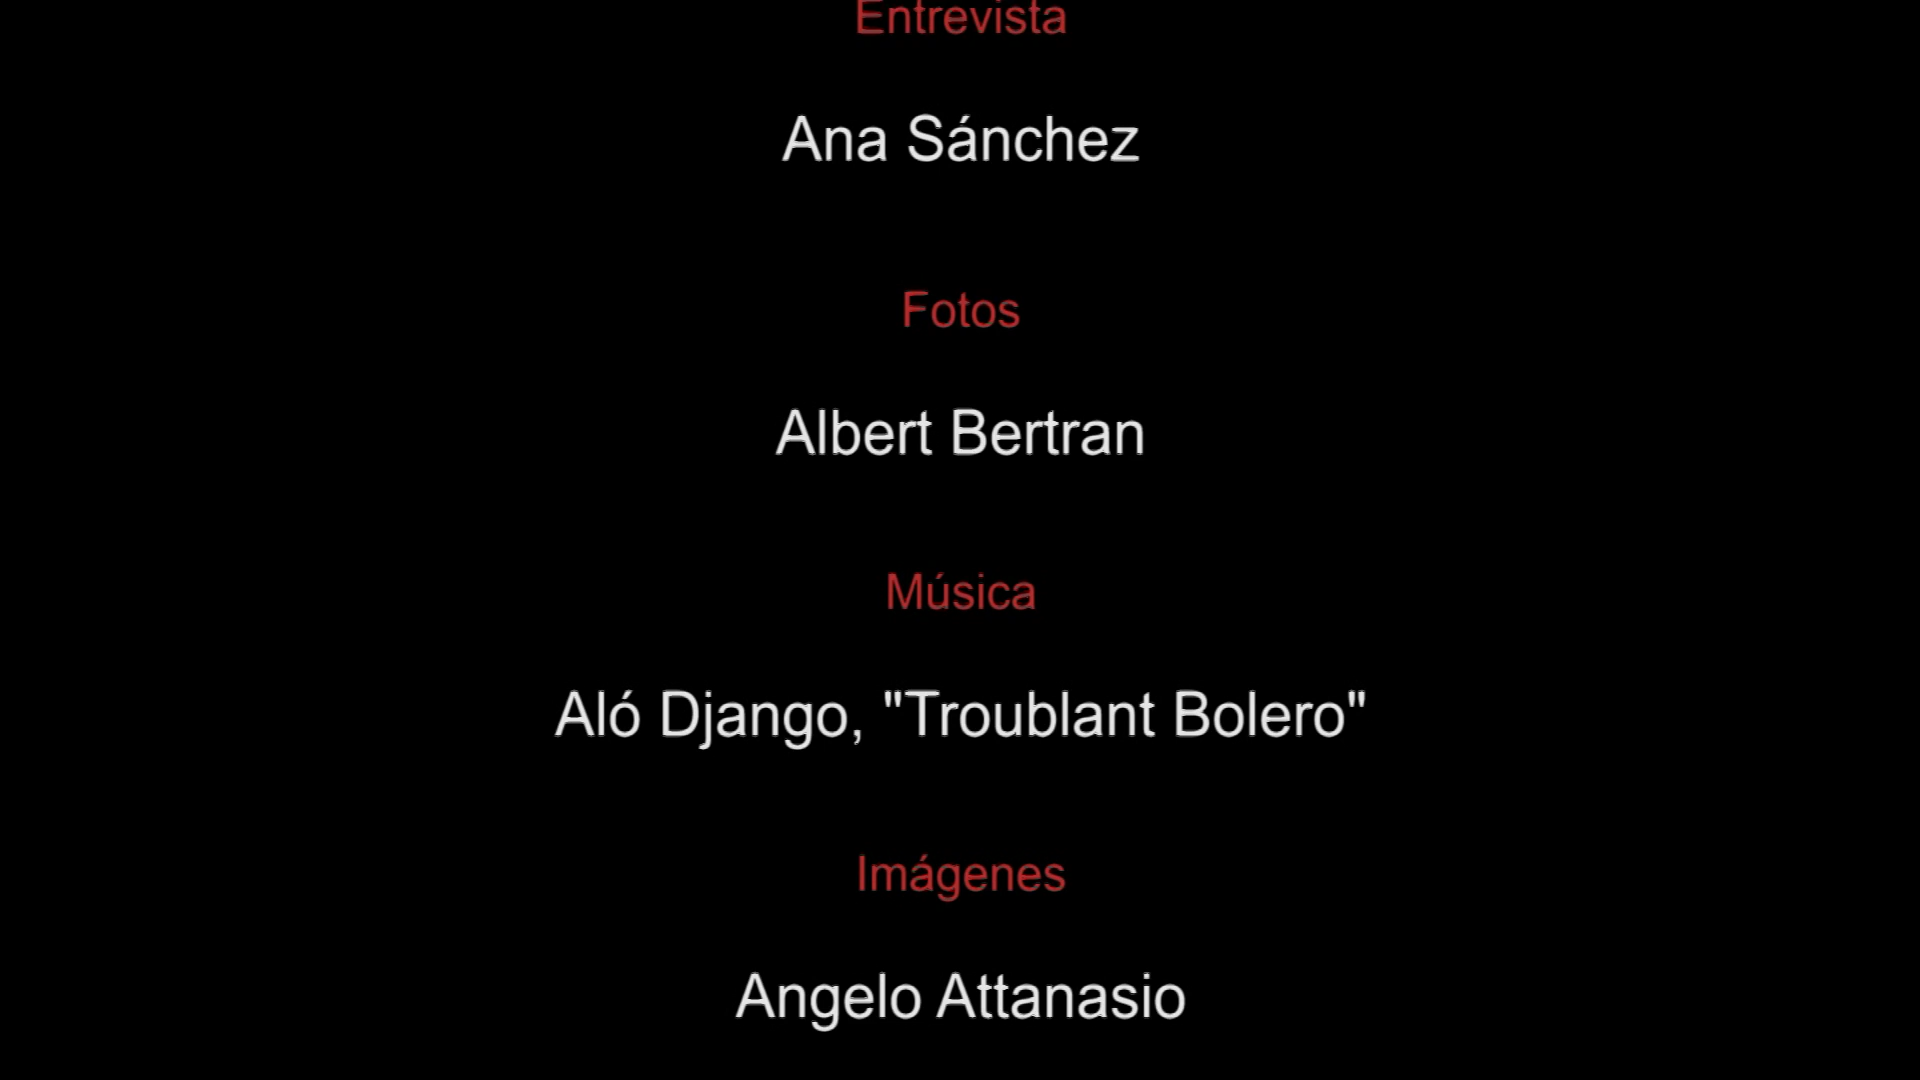 Entrevista
Ana Sánchez
Fotos
Albert Bertran
Música
Aló Django, "Troublant Bolero"
Imágenes
Angelo Attanasio